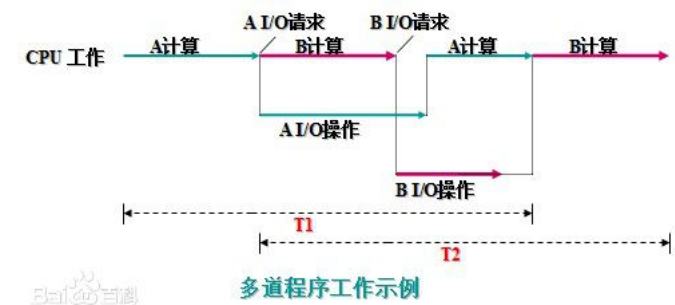 A I/O请求 B I/O请求
CPU 工作 A计算 B计算 A计算 B计算
A I/O操作
B I/O操作
T1
T2
Bai百科
多道程序工作示例